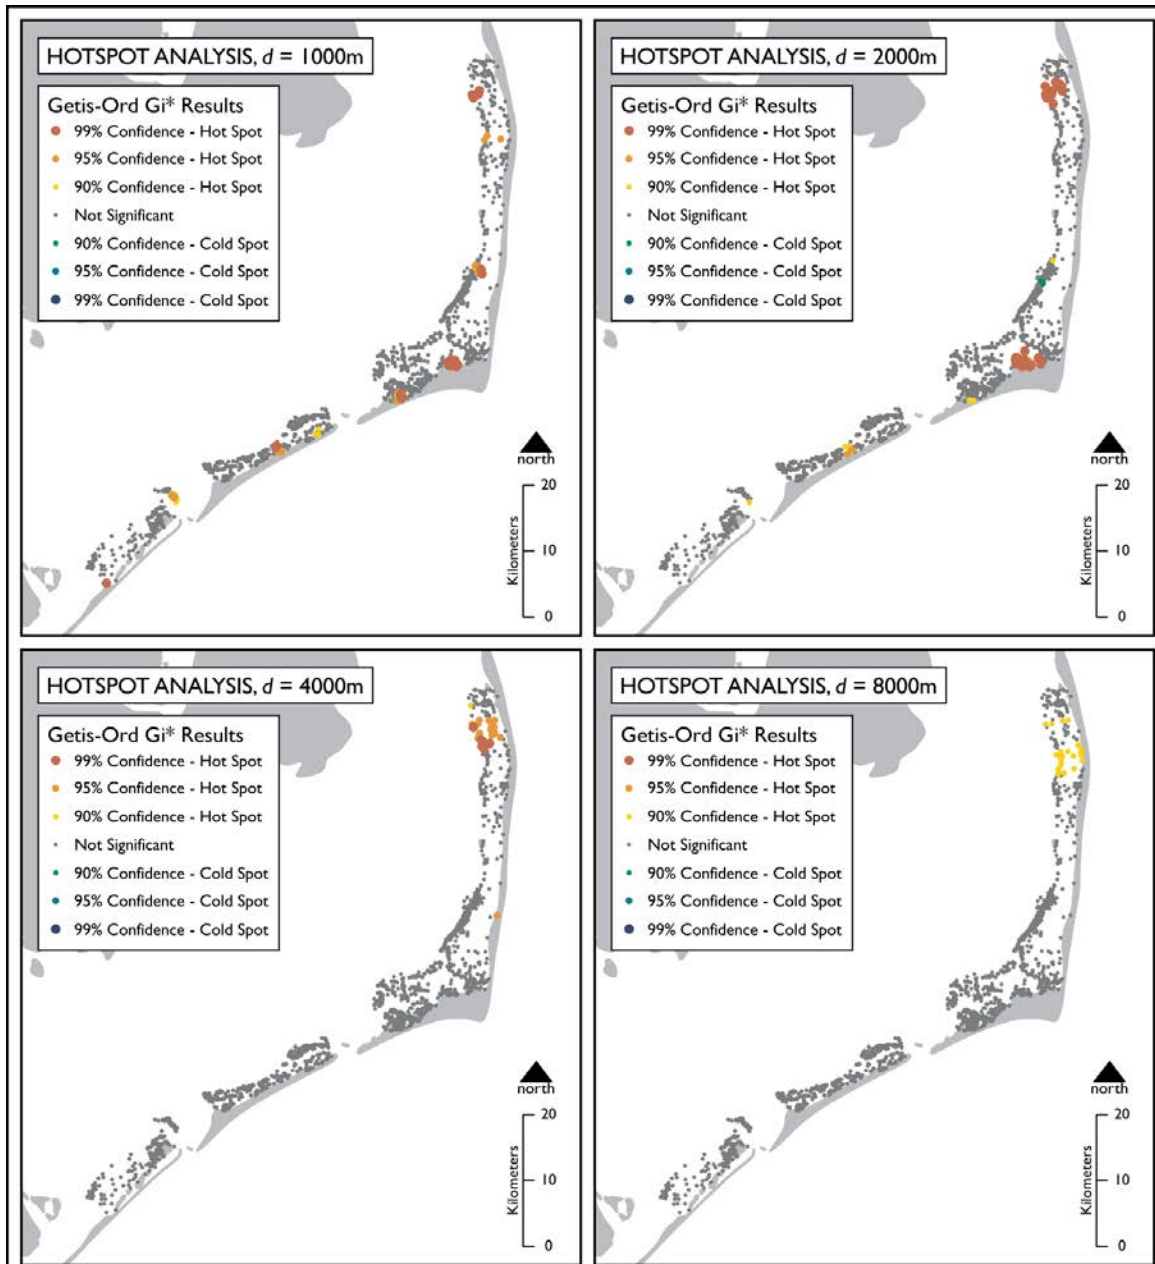 HOTSPOT ANALYSIS, d = 1000m
Getis-Ord Gi* Results
99% Confidence - Hot Spot
95% Confidence - Hot Spot
90% Confidence - Hot Spot
Not Significant
90% Confidence - Cold Spot
95% Confidence - Cold Spot
99% Confidence - Cold Spot
north
20
10
0
Kilometers
HOTSPOT ANALYSIS, d = 2000m
Getis-Ord Gi* Results
99% Confidence - Hot Spot
95% Confidence - Hot Spot
90% Confidence - Hot Spot
Not Significant
90% Confidence - Cold Spot
95% Confidence - Cold Spot
99% Confidence - Cold Spot
north
20
10
0
Kilometers
HOTSPOT ANALYSIS, d = 4000m
Getis-Ord Gi* Results
99% Confidence - Hot Spot
95% Confidence - Hot Spot
90% Confidence - Hot Spot
Not Significant
90% Confidence - Cold Spot
95% Confidence - Cold Spot
99% Confidence - Cold Spot
north
20
10
0
Kilometers
HOTSPOT ANALYSIS, d = 8000m
Getis-Ord Gi* Results
99% Confidence - Hot Spot
95% Confidence - Hot Spot
90% Confidence - Hot Spot
Not Significant
90% Confidence - Cold Spot
95% Confidence - Cold Spot
99% Confidence - Cold Spot
north
20
10
0
Kilometers